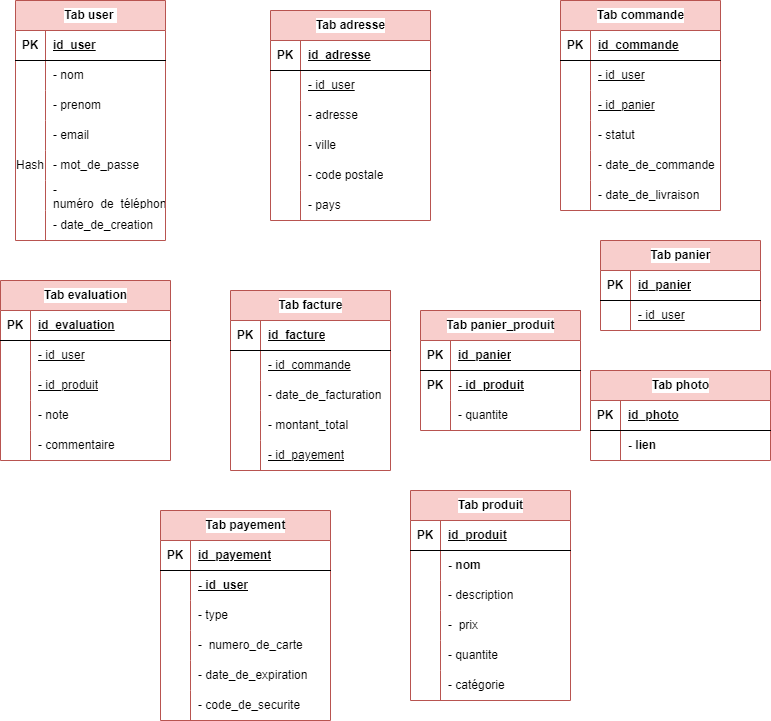 Tab user
PK id_user
- nom
- prenom
- email
Hash - mot_de_passe
-
numéro_de_téléphon
- date_de_creation
Tab adresse
PK id_adresse
- id_user
- adresse
- ville
- code postale
- pays
Tab commande
PK id_commande
- id_user
- id_panier
- statut
- date_de_commande
- date_de_livraison
Tab panier
PK id_panier
- id_user
Tab evaluation
PK id_evaluation
- id_user
- id_produit
- note
- commentaire
Tab facture
PK id_facture
- id_commande
- date_de_facturation
- montant_total
- id_payement
Tab panier_produit
PK id_panier
PK - id_produit
- quantite
Tab photo
PK id_photo
- lien
Tab payement
PK id_payement
- id_user
- type
- numero_de_carte
- date_de_expiration
- code_de_securite
Tab produit
PK id_produit
- nom
- description
- prix
- quantite
- catégorie